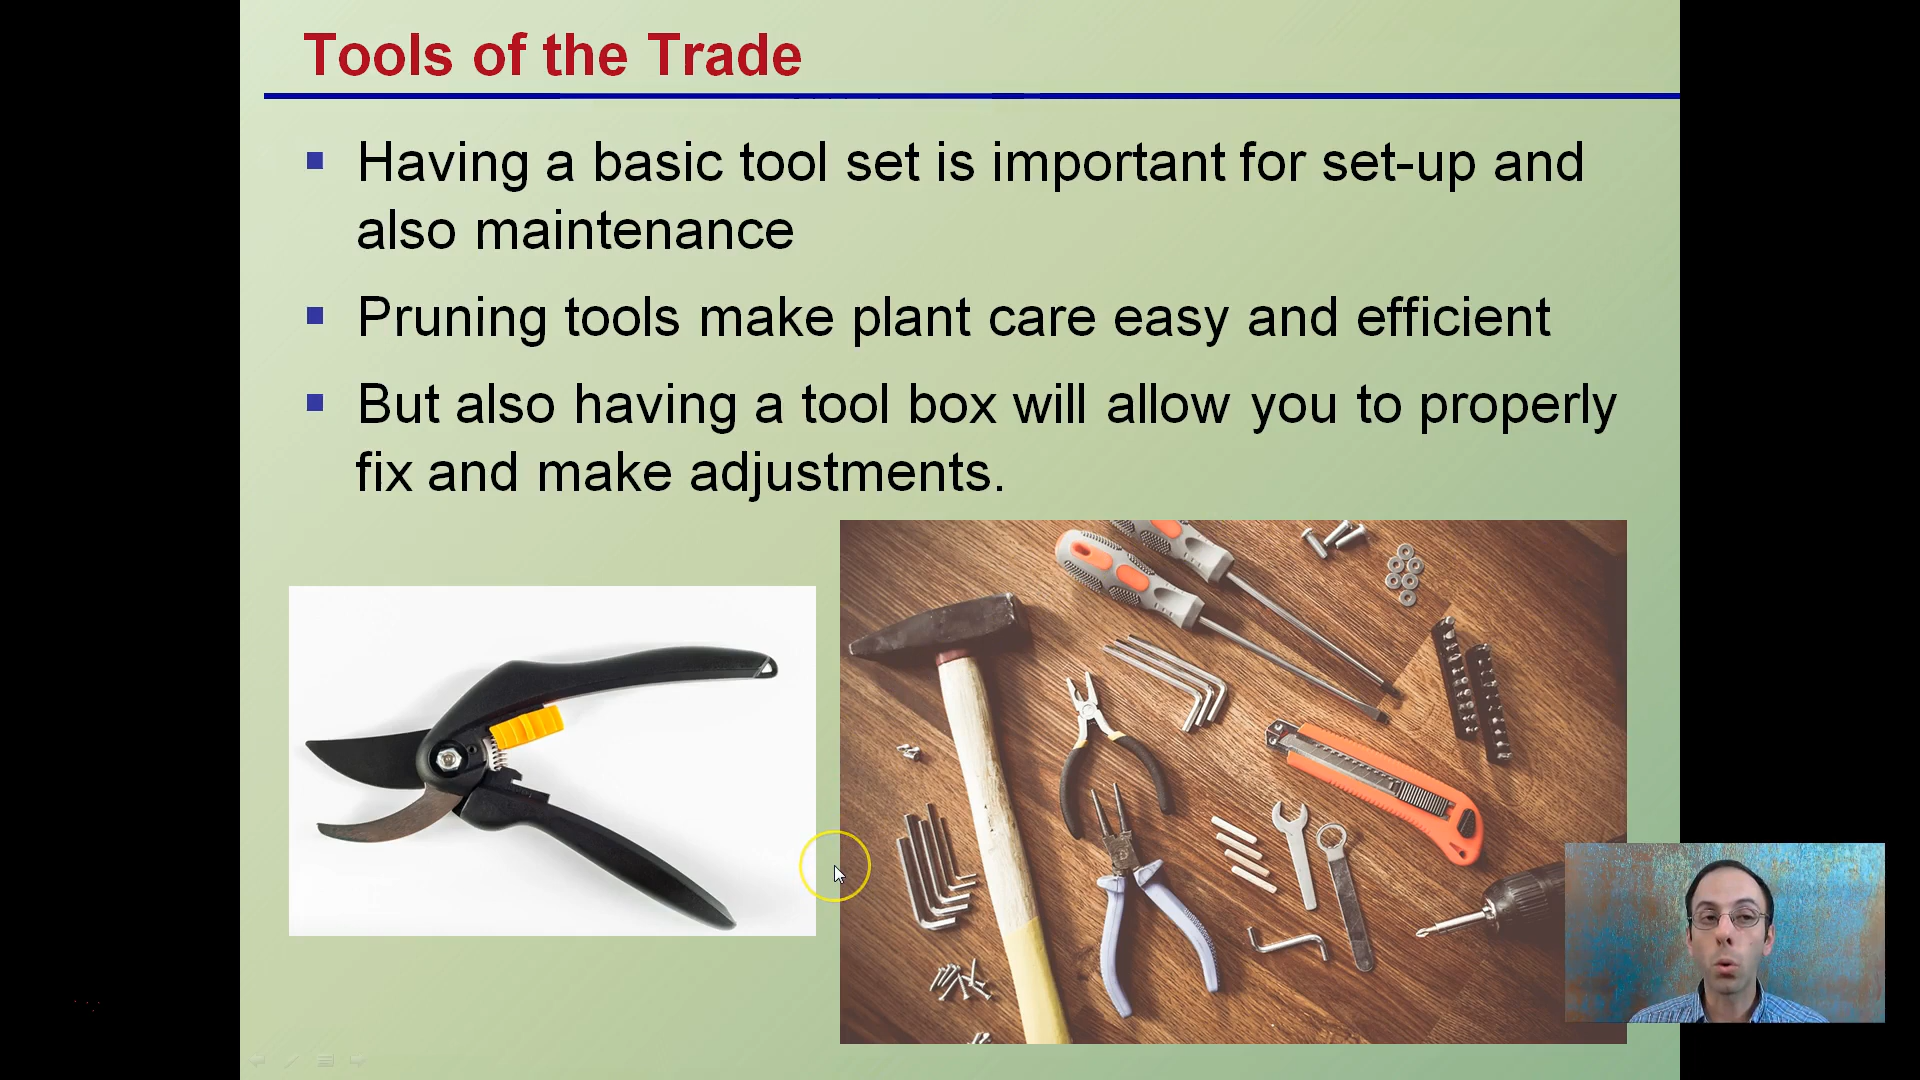 Tools of the Trade
Having a basic tool set is important for set-up and
also maintenance
Pruning tools make plant care easy and efficient
But also having a tool box will allow you to properly
fix and make adjustments.